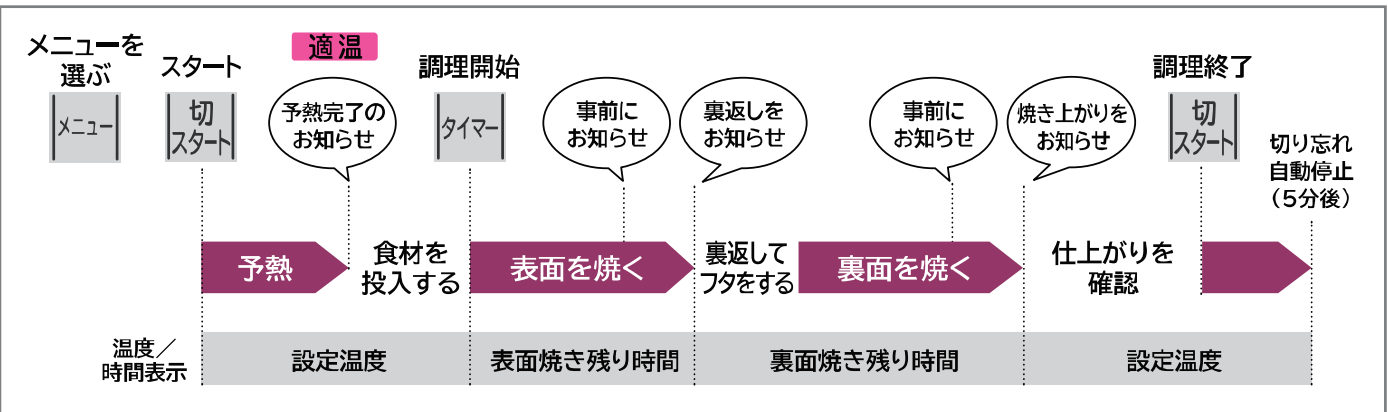 メニューを
選ぶ
メニュー
スタート
切
スタート
適温
予熱完了の
お知らせ
調理開始
タイマー
事前に
お知らせ
裏返しを
お知らせ
事前に
お知らせ
焼き上がりを
お知らせ
調理終了
切
スタート
切り忘れ
自動停止
（5分後）
予熱
食材を
投入する
表面を焼く
裏返して
フタをする
裏面を焼く
仕上がりを
確認
温度／
時間表示
設定温度
表面焼き残り時間
裏面焼き残り時間
設定温度